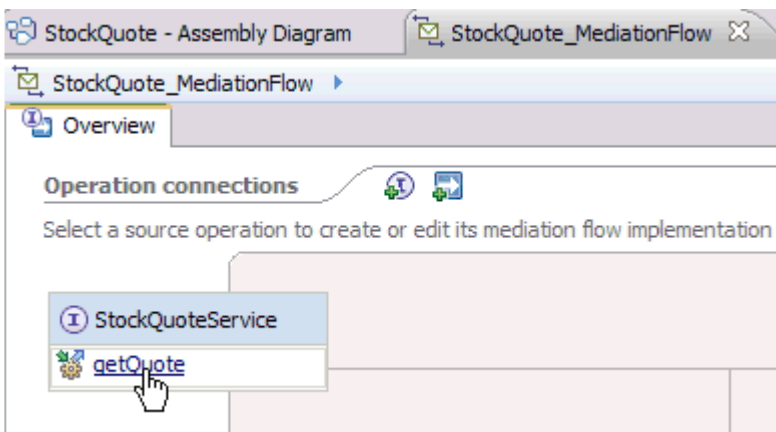 StockQuote - Assembly Diagram
StockQuote_MediationFlow
StockQuote_MediationFlow
Overview
Operation connections
Select a source operation to create or edit its mediation flow implementation
StockQuoteService
getQuote